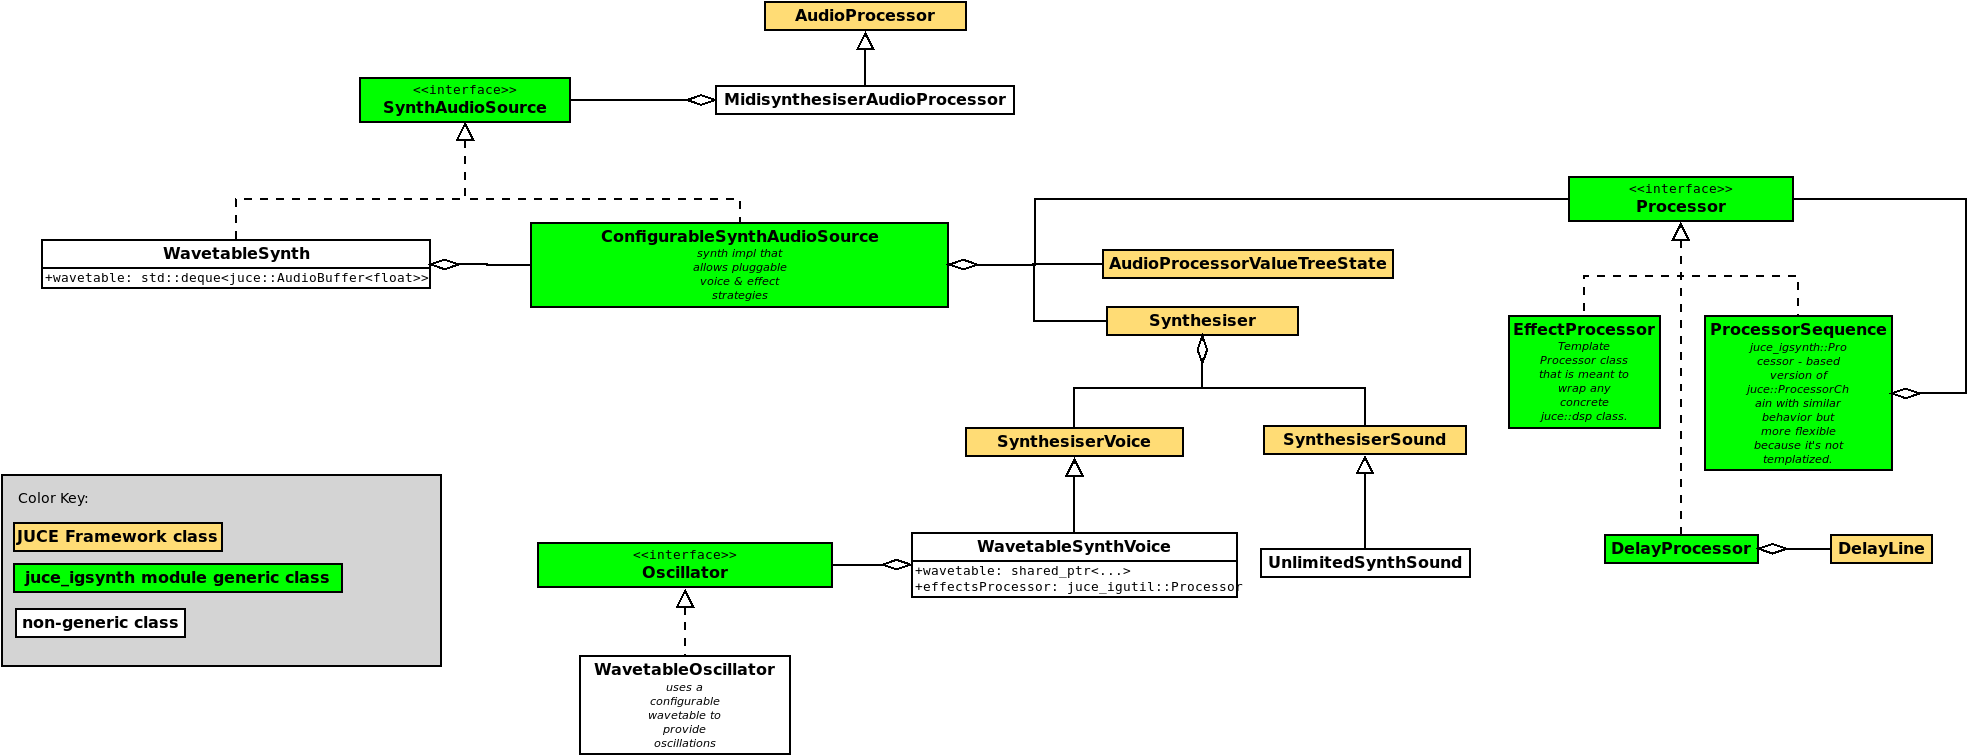 AudioProcessor
<<interface>>
SynthAudioSource
MidisynthesiserAudioProcessor
<<interface>>
Processor
WavetableSynth
+wavetable: std::deque<juce::AudioBuffer<float>>
ConfigurableSynthAudioSource
synth impl that
allows pluggable
voice & effect
strategies
AudioProcessorValueTreeState
Synthesiser
EffectProcessor
Template
Processor class
that is meant to
wrap any
concrete
juce::dsp class.
ProcessorSequence
juce_igsynth::Pro
cessor - based
version of
juce::ProcessorCh
ain with similar
behavior but
more flexible
because it's not
templatized.
SynthesiserVoice
SynthesiserSound
Color Key:
JUCE Framework class
juce_igsynth module generic class
non-generic class
<<interface>>
Oscillator
WavetableSynthVoice
+wavetable: shared_ptr<...>
+effectsProcessor: juce_igutil::Processor
UnlimitedSynthSound
DelayProcessor
DelayLine
WavetableOscillator
uses a
configurable
wavetable to
provide
oscillations